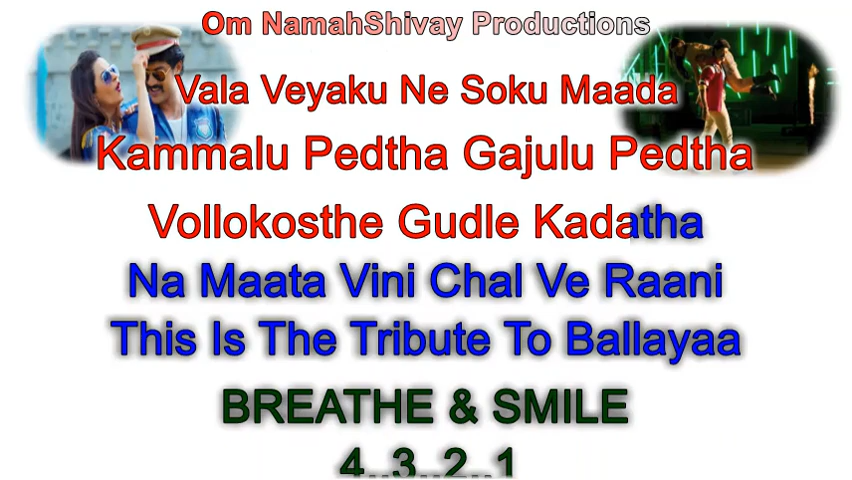 Om NamahShivay Productions
Vala Veyaku Ne Soku Maada
Kammalu Pedtha Gajulu Pedtha
Vollokosthe Gudle Kadatha
Na Maata Vini Chal Ve Raani
This Is The Tribute To Ballayaa
BREATHE & SMILE
4..3..2..1